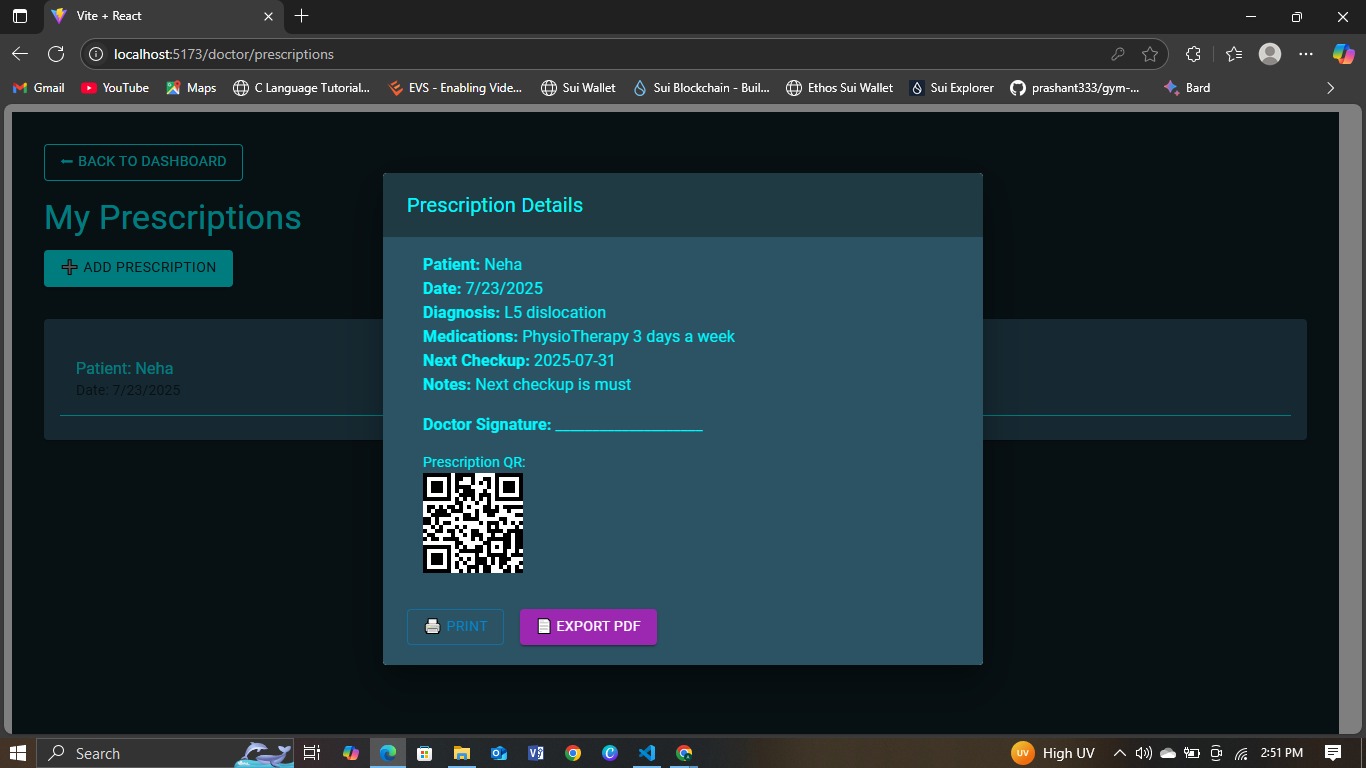 Vite + React
localhost:5173/doctor/prescriptions
Gmail
YouTube
Maps
C Language Tutorial...
EVS - Enabling Vide...
Sui Wallet
Sui Blockchain - Buil...
Ethos Sui Wallet
Sui Explorer
prashant333/gym-...
Bard
BACK TO DASHBOARD
My Prescriptions
ADD PRESCRIPTION
Patient: Neha
Date: 7/23/2025
Prescription Details
Patient: Neha
Date: 7/23/2025
Diagnosis: L5 dislocation
Medications: PhysioTherapy 3 days a week
Next Checkup: 2025-07-31
Notes: Next checkup is must
Doctor Signature: ____________________
Prescription QR:
PRINT
EXPORT PDF
Search
UV
High UV
2:51 PM